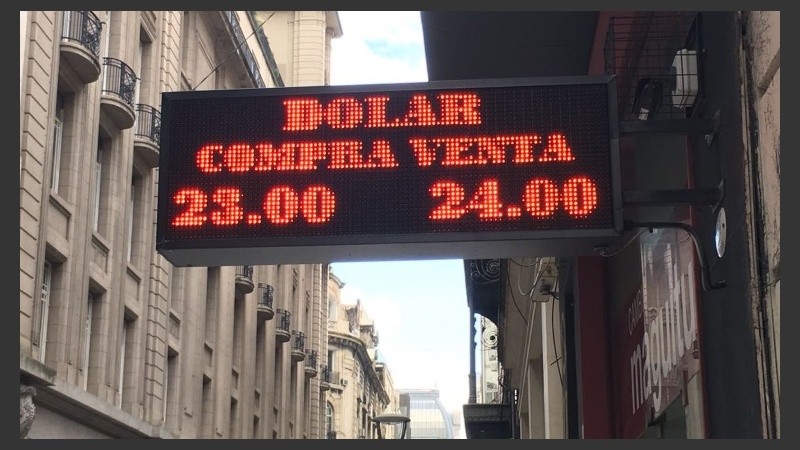 DOLAR
COMPRA VENTA
23.00 24.00